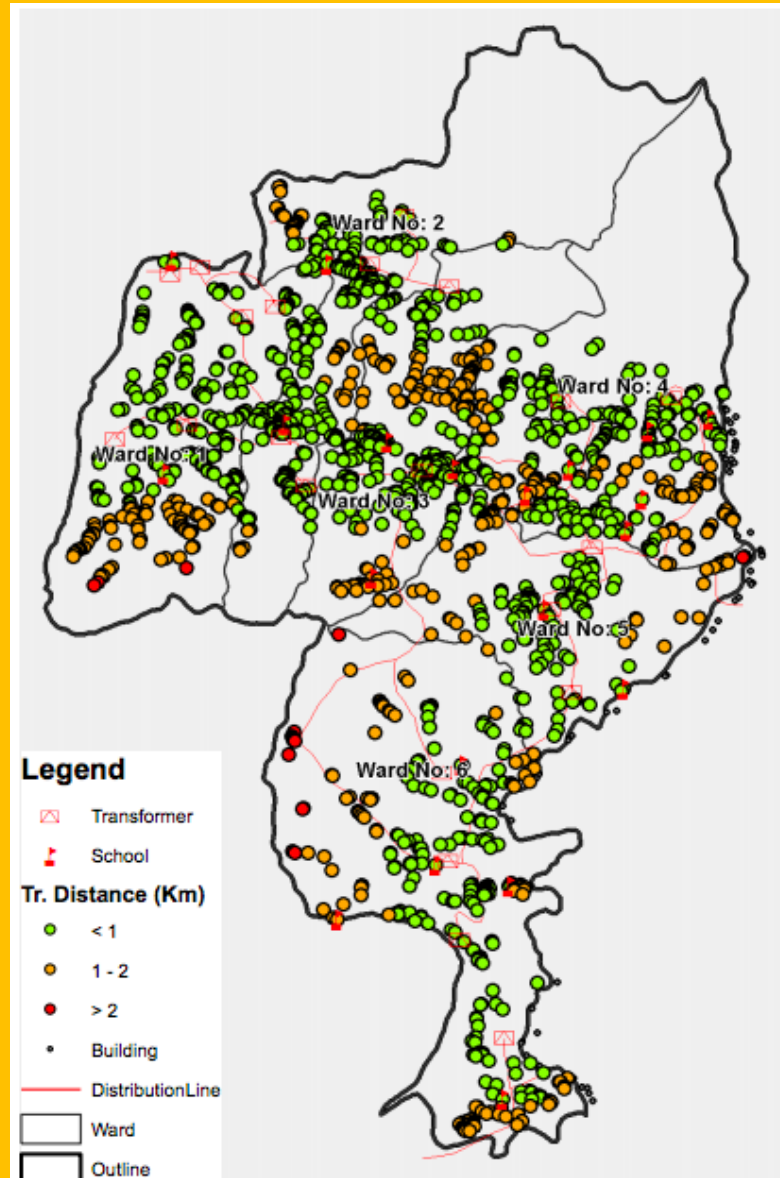 Ward No: 2
Ward No: 4
Ward No: 1
Ward No: 3
Ward No: 5
Ward No: 6
Legend
Transformer
School
Tr. Distance (Km)
< 1
1 - 2
> 2
Building
DistributionLine
Ward
Outline